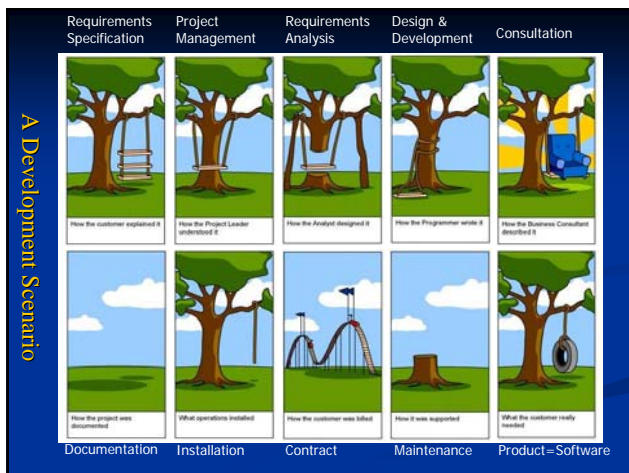 Requirements
Specification
Project
Management
Requirements
Analysis
Design &
Development
Consultation
A Development Scenario
How the customer explained it
How the Project Leader
understood it
How the Analyst designed it
How the Programmer wrote it
How the Business Consultant
described it
How the project was
documented
What operations installed
How the customer was billed
How it was supported
What the customer really
needed
Documentation
Installation
Contract
Maintenance
Product=Software